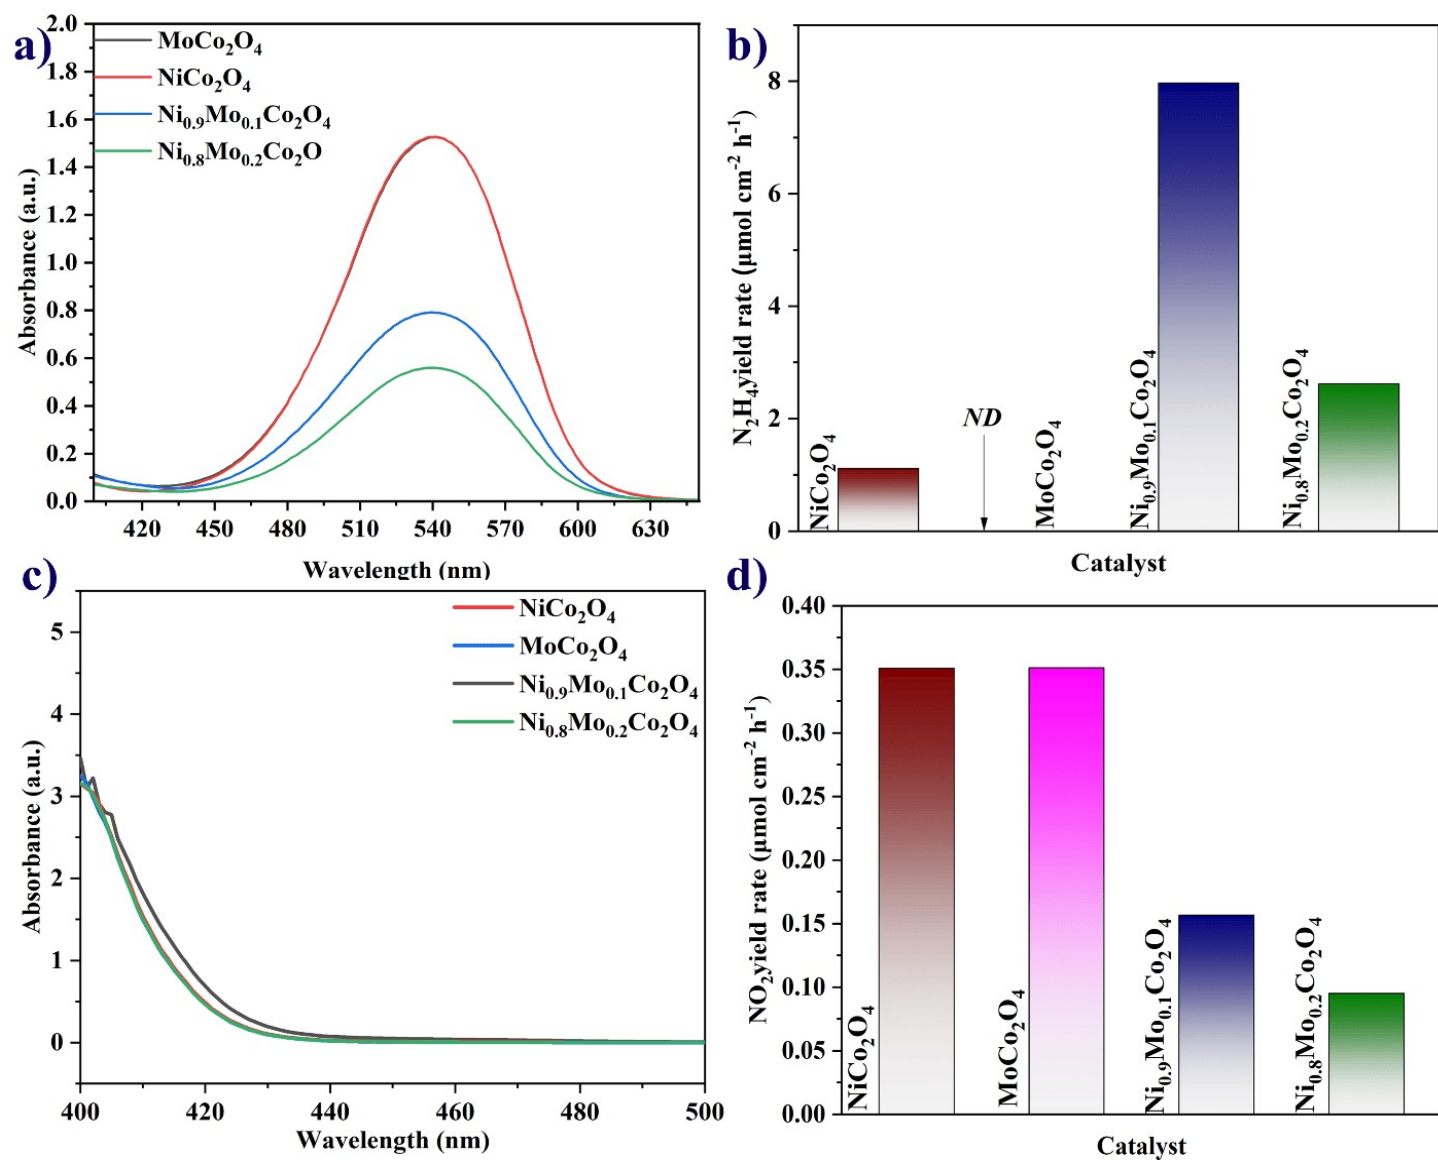 a)
2.0
1.8
1.6
1.4
1.2
1.0
0.8
0.6
0.4
0.2
0.0
Absorbance (a.u.)
MoCo₂O₄
NiCo₂O₄
Ni₀.₉Mo₀.₁Co₂O₄
Ni₀.₈Mo₀.₂Co₂O
420 450 480 510 540 570 600 630
Wavelength (nm)
b)
8
6
4
2
0
N₂H₄yield rate (µmol cm⁻² h⁻¹)
NiCo₂O₄
ND
MoCo₂O₄
Ni₀.₉Mo₀.₁Co₂O₄
Ni₀.₈Mo₀.₂Co₂O₄
Catalyst
c)
5
4
3
2
1
0
Absorbance (a.u.)
NiCo₂O₄
MoCo₂O₄
Ni₀.₉Mo₀.₁Co₂O₄
Ni₀.₈Mo₀.₂Co₂O₄
400 420 440 460 480 500
Wavelength (nm)
d)
0.40
0.35
0.30
0.25
0.20
0.15
0.10
0.05
0.00
NO₂yield rate (µmol cm⁻² h⁻¹)
NiCo₂O₄
MoCo₂O₄
Ni₀.₉Mo₀.₁Co₂O₄
Ni₀.₈Mo₀.₂Co₂O₄
Catalyst